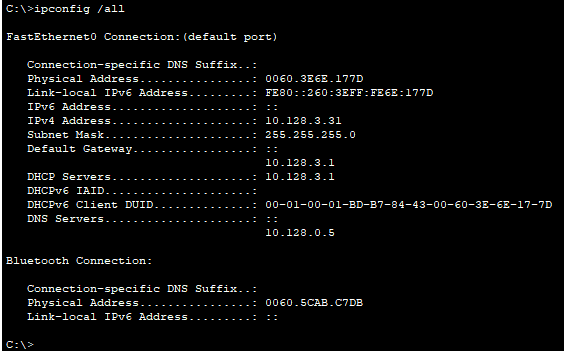 C:\>ipconfig /all
FastEthernet0 Connection:(default port)
Connection-specific DNS Suffix..:
Physical Address................: 0060.3E6E.177D
Link-local IPv6 Address.........: FE80::260:3EFF:FE6E:177D
IPv6 Address....................: ::
IPv4 Address....................: 10.128.3.31
Subnet Mask.....................: 255.255.255.0
Default Gateway.................: ::
10.128.3.1
DHCP Servers....................: 10.128.3.1
DHCPv6 IAID.....................:
DHCPv6 Client DUID..............: 00-01-00-01-BD-B7-84-43-00-60-3E-6E-17-7D
DNS Servers.....................: ::
10.128.0.5
Bluetooth Connection:
Connection-specific DNS Suffix..:
Physical Address................: 0060.5CAB.C7DB
Link-local IPv6 Address.........: ::
C:\>